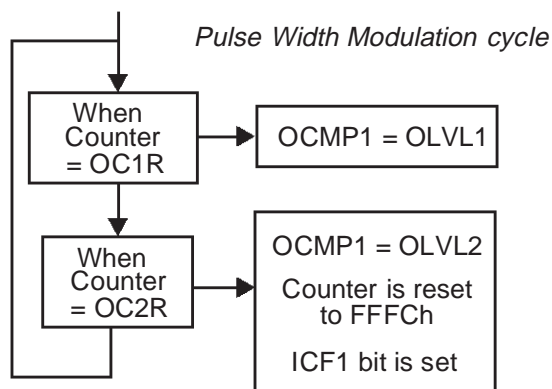 Pulse Width Modulation cycle
When
Counter
= OC1R
OCMP1 = OLVL1
When
Counter
= OC2R
OCMP1 = OLVL2
Counter is reset
to FFFCh
ICF1 bit is set